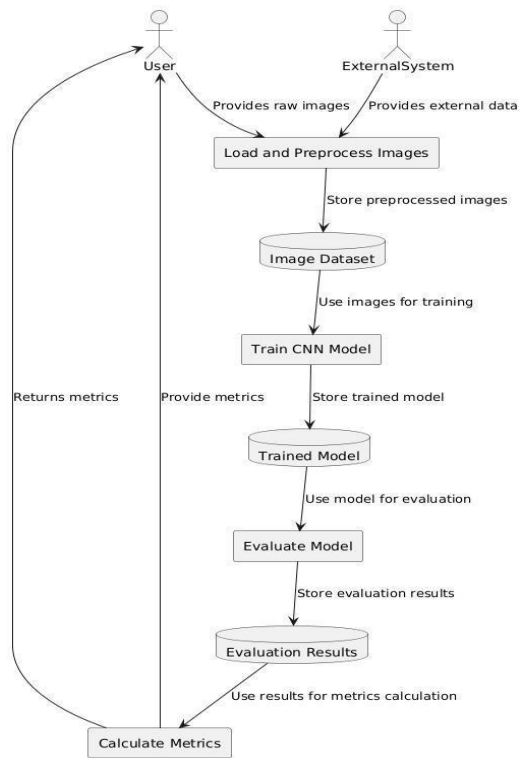 User
ExternalSystem
Provides raw images
Provides external data
Load and Preprocess Images
Store preprocessed images
Image Dataset
Use images for training
Train CNN Model
Returns metrics
Provide metrics
Store trained model
Trained Model
Use model for evaluation
Evaluate Model
Store evaluation results
Evaluation Results
Use results for metrics calculation
Calculate Metrics